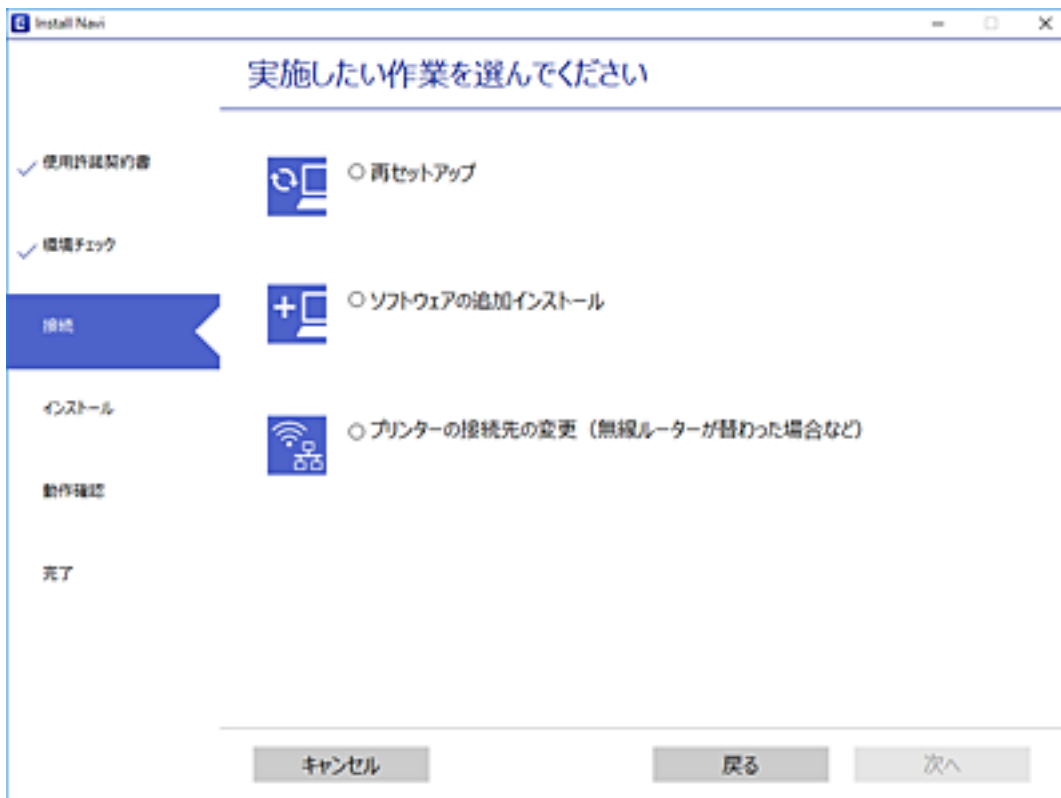 Install Navi
実施したい作業を選んでください
使用許諾契約書
環境チェック
接続
インストール
動作確認
完了
再セットアップ
ソフトウェアの追加インストール
プリンターの接続先の変更（無線ルーターが替わった場合など）
キャンセル
戻る
次へ